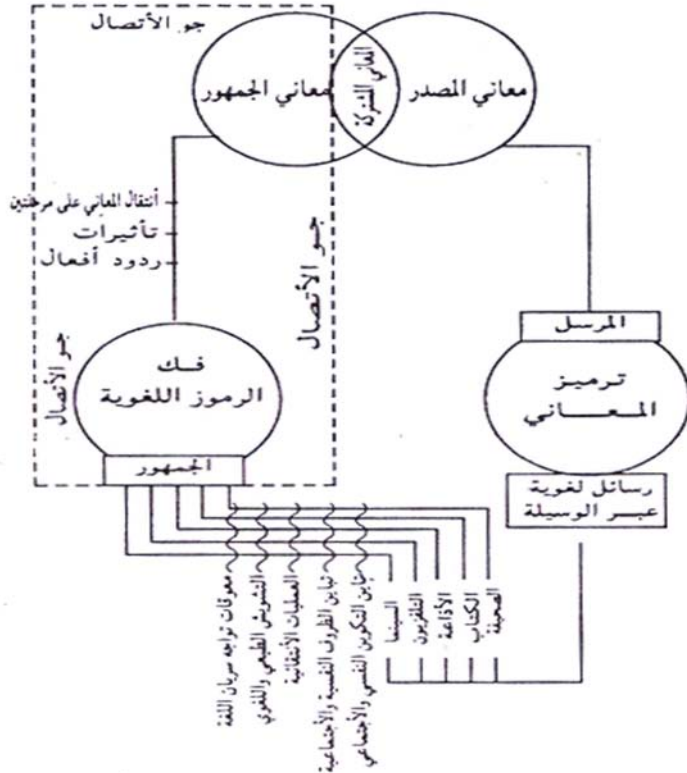 جو الأتصال
معاني المصدر
المعاني المشتركة
معاني الجمهور
أنتقال المعاني على مرحلتين
تأثيرات
ردود أفعال
جو الأتصال
جو الأتصال
المرسل
ترميز
المعاني
رسائل لغوية
عبر الوسيلة
فك
الرموز اللغوية
الجمهور
الصحيفة
الكتاب
الأذاعة
التلفزيون
السينما
تباين التكوين النفسي والأجتماعي
تباين الظروف النفسية والأجتماعية
العمليات الأنتقائية
التشويش الطبيعي واللغوي
معوقات تواجه سريان اللغة